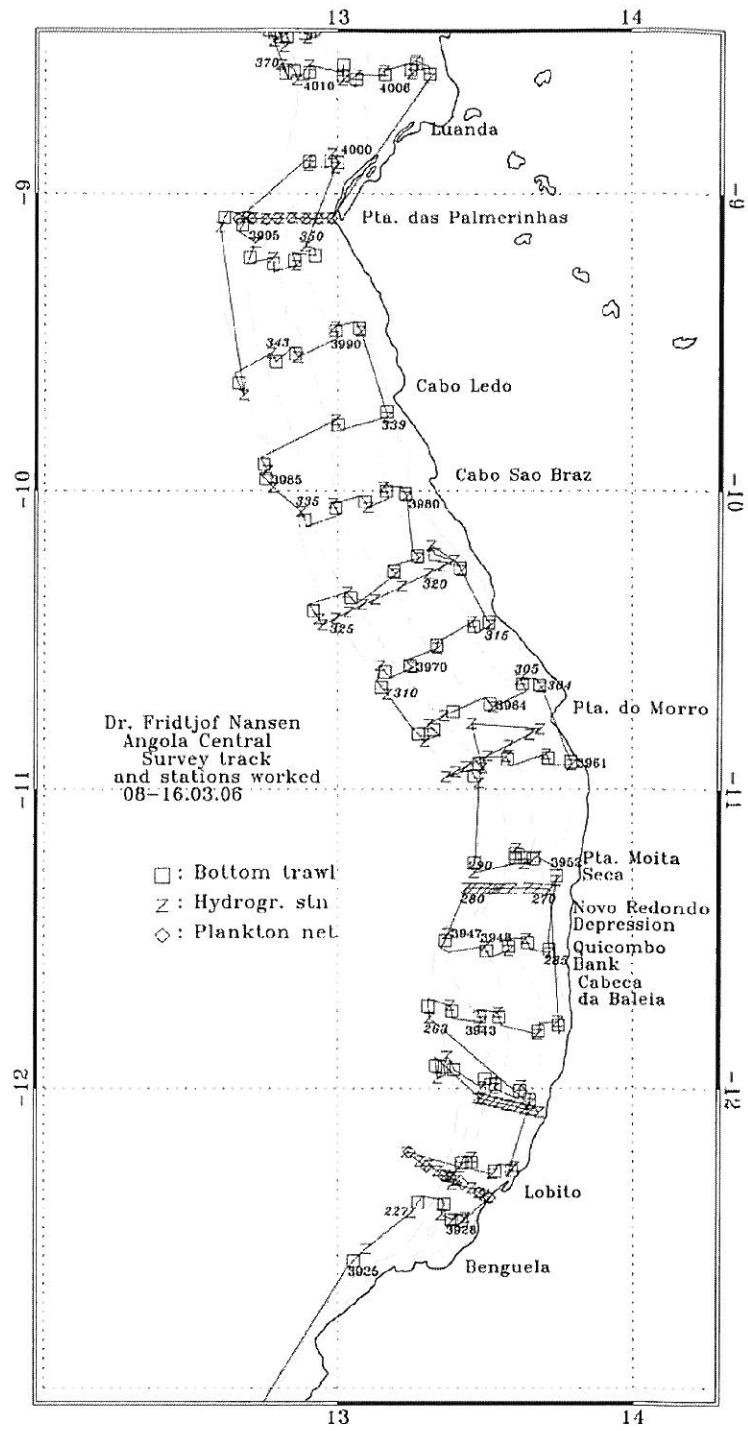 13 14
370
4010 4006
Luanda
4000
-9 -9
Pta. das Palmerinhas
3995 350
343 3990
Cabo Ledo
339
Cabo Sao Braz
3985
-10 -10
335 3980
320
325
315
3970 305
310 304
3964
Pta. do Morro
Dr. Fridtjof Nansen
Angola Central
Survey track
and stations worked
08-16.03.06
3961
-11 -11
Pta. Moita
Seca
290 3953
: Bottom trawl
280 270
: Hydrogr. stn
Novo Redondo
Depression
: Plankton net
3947 3948
Quicombo
Bank
285
Cabeca
da Baleia
263 3943
-12 -12
Lobito
227
3928
Benguela
3925
13 14